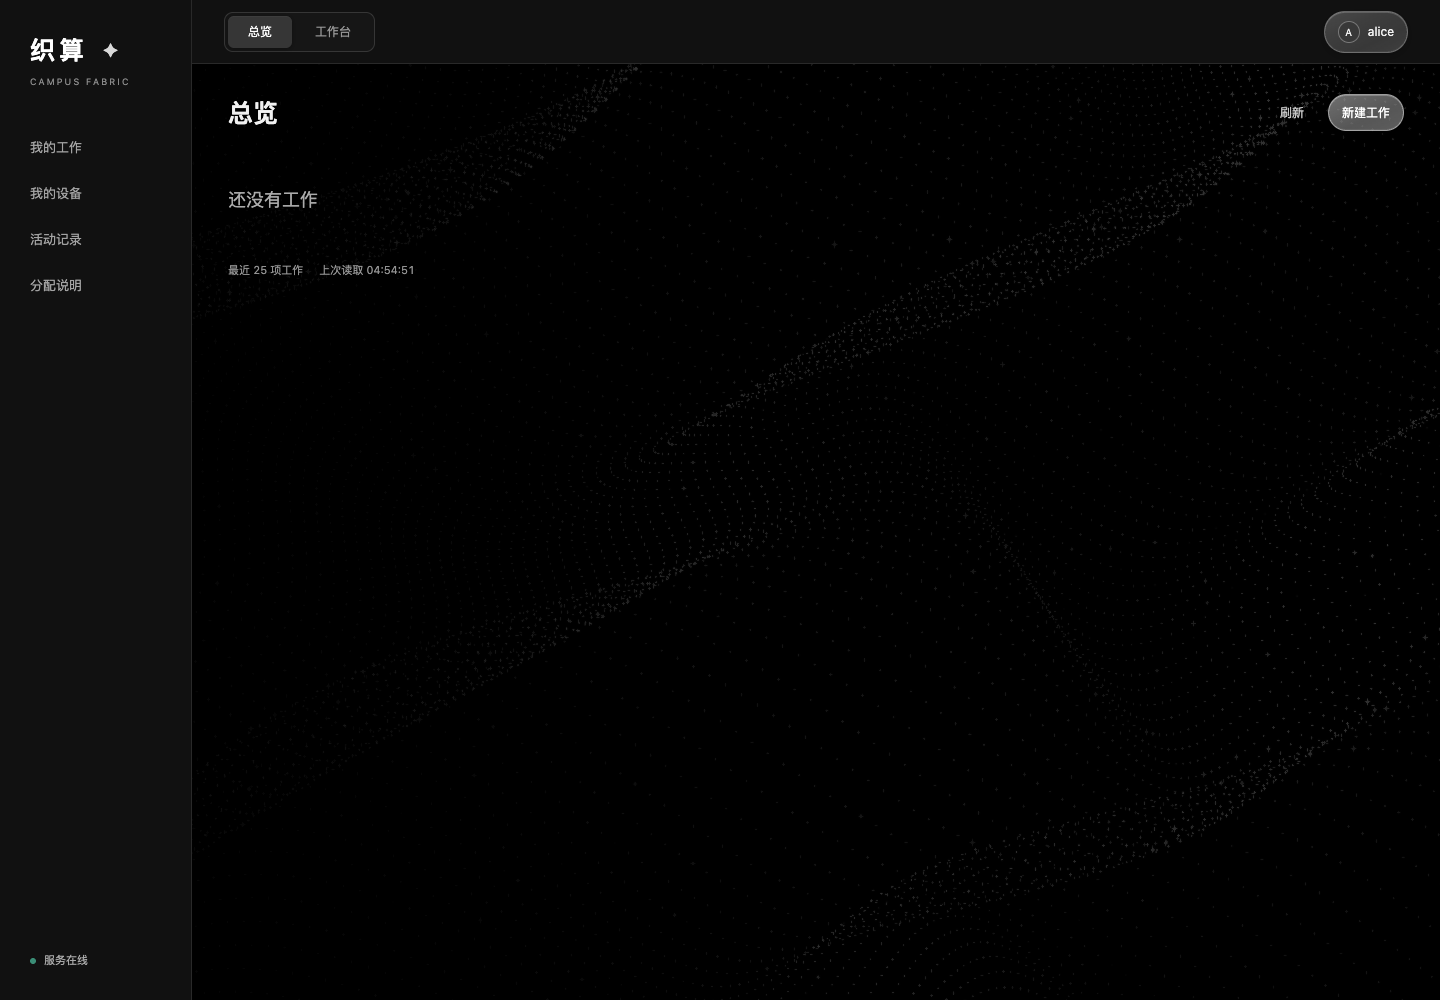 织算
CAMPUS FABRIC
我的工作
我的设备
活动记录
分配说明
服务在线
总览 工作台
A alice
总览
刷新 新建工作
还没有工作
最近 25 项工作 上次读取 04:54:51